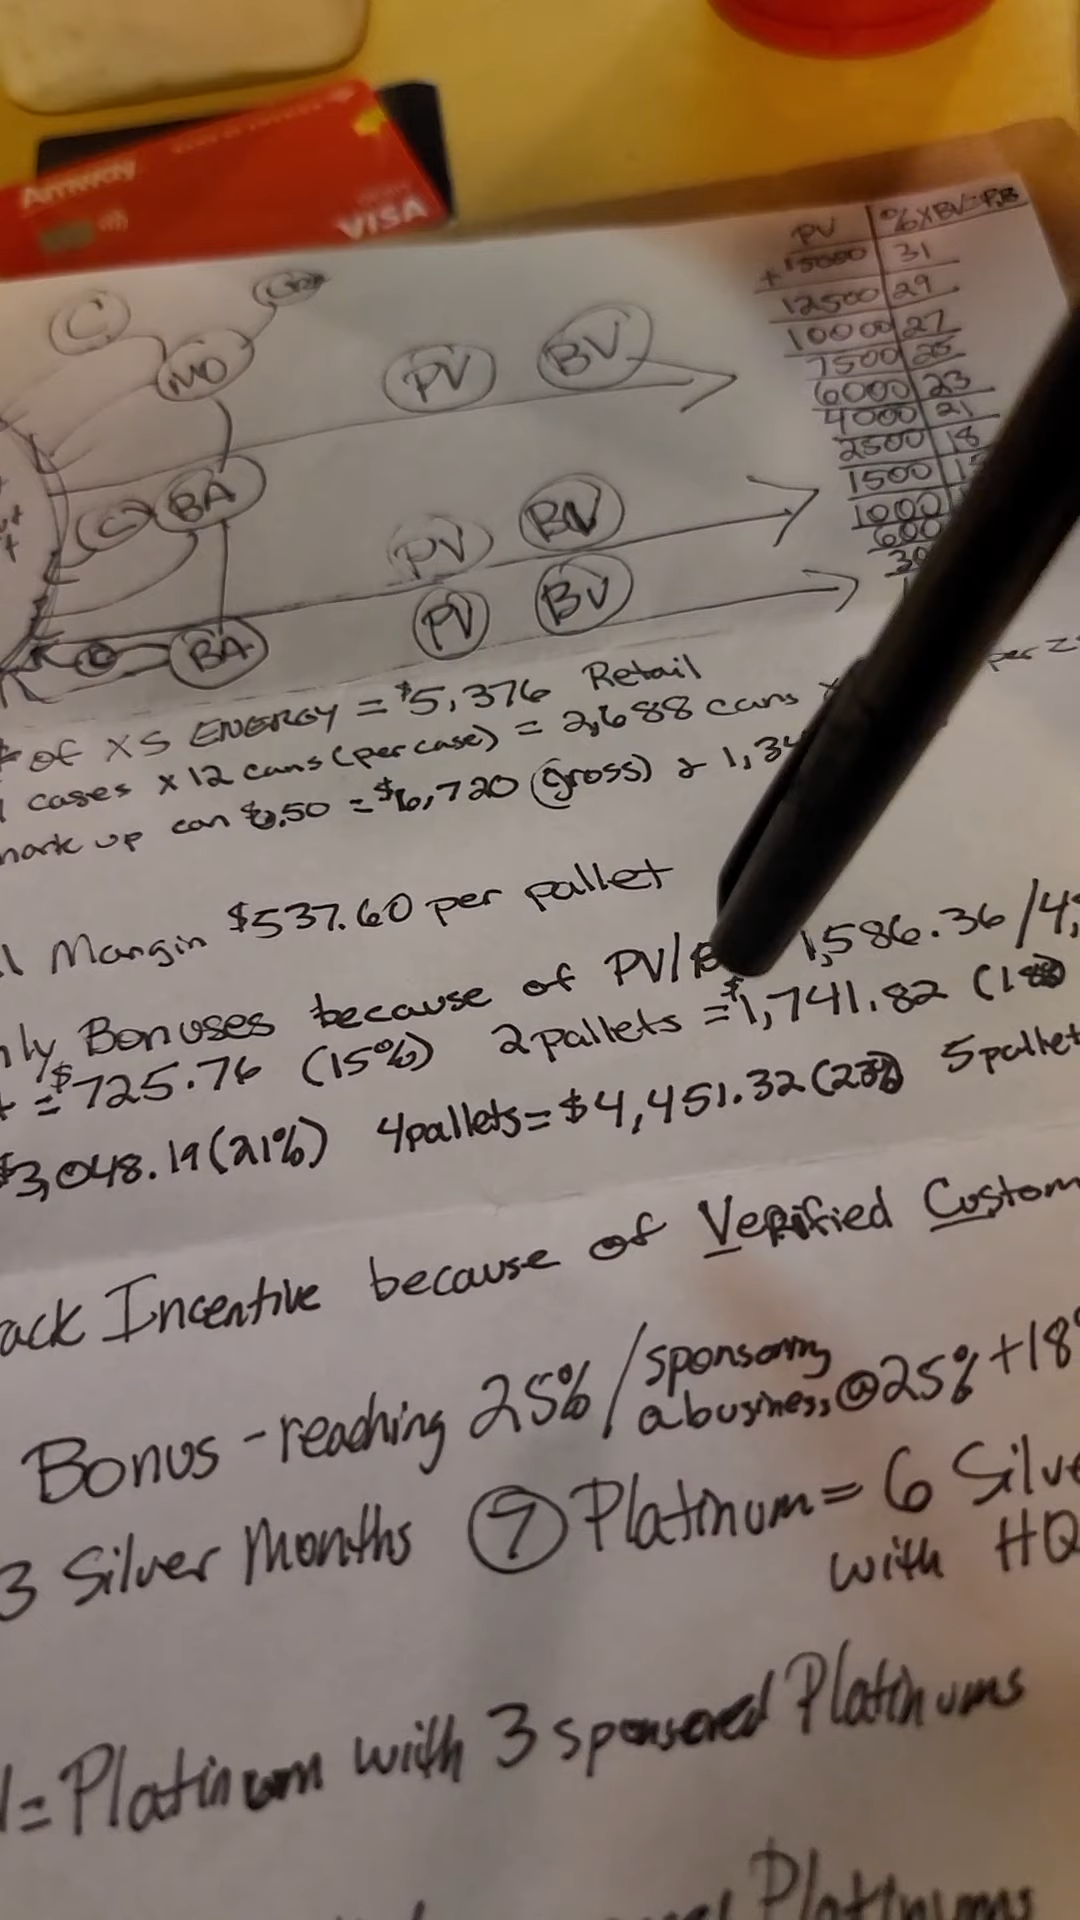 Amway
VISA
PV %XBV=P.B
+15000 31
12500 29
10000 27
7500 25
6000 23
4000 21
2500 18
1500
1000
600
C
MD
PV BV
C BA
PV BV
C BA
PV BV
of XS ENERGY = $5,376 Retail
cases x 12 cans (per case) = 2,688 cans
mark up can .50 = $6,720 (gross)
Margin $537.60 per pallet
Bonuses because of PV/ 1,586.36/4,
= $725.76 (15%) 2 pallets = $1,741.82
$3,048.19 (21%) 4 pallets = $4,451.32 5 pallet
ack Incentive because of Verified Custom
Bonus - reaching 25% / sponsoring
a business @ 25% + 18
3 Silver Months 7 Platinum = 6 Silve
with HQ
= Platinum with 3 sponsored Platinums
Platinums